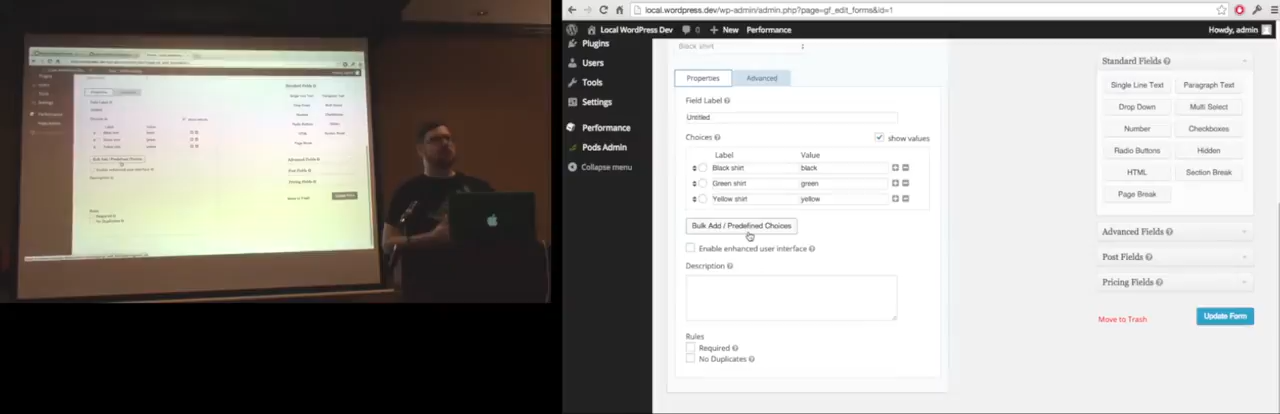 local.wordpress.dev/wp-admin/admin.php?page=gf_edit_forms&id=1
Local WordPress Dev 0 + New Performance Howdy, admin
Plugins
Users
Tools
Settings
Performance
Pods Admin
Collapse menu
Black shirt
Properties Advanced
Field Label
Untitled
Choices show values
Label Value
Black shirt black
Green shirt green
Yellow shirt yellow
Bulk Add / Predefined Choices
Enable enhanced user interface
Description
Rules
Required
No Duplicates
Standard Fields
Single Line Text Paragraph Text
Drop Down Multi Select
Number Checkboxes
Radio Buttons Hidden
HTML Section Break
Page Break
Advanced Fields
Post Fields
Pricing Fields
Move to Trash Update Form